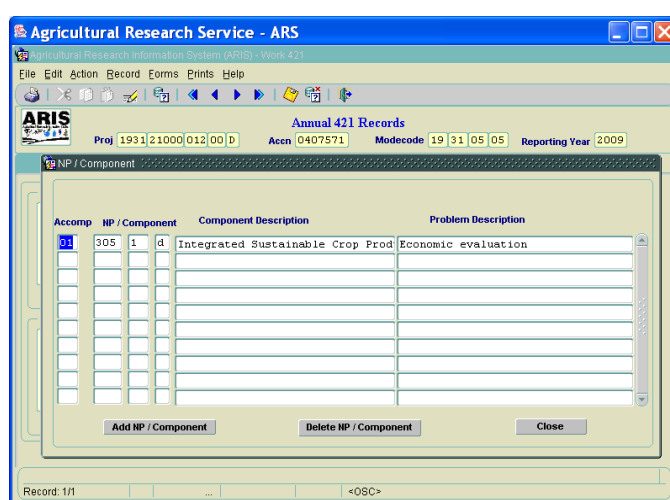 Agricultural Research Service - ARS
Agricultural Research Information System (ARIS) - Work 421
File Edit Action Record Forms Prints Help
ARIS
Annual 421 Records
Proj 1931 21000 012 00 D Accn 0407571 Modecode 19 31 05 05 Reporting Year 2009
NP / Component
Accomp NP / Component Component Description Problem Description
01 305 1 d Integrated Sustainable Crop Prod Economic evaluation
Add NP / Component Delete NP / Component Close
Record: 1/1 ... <OSC>